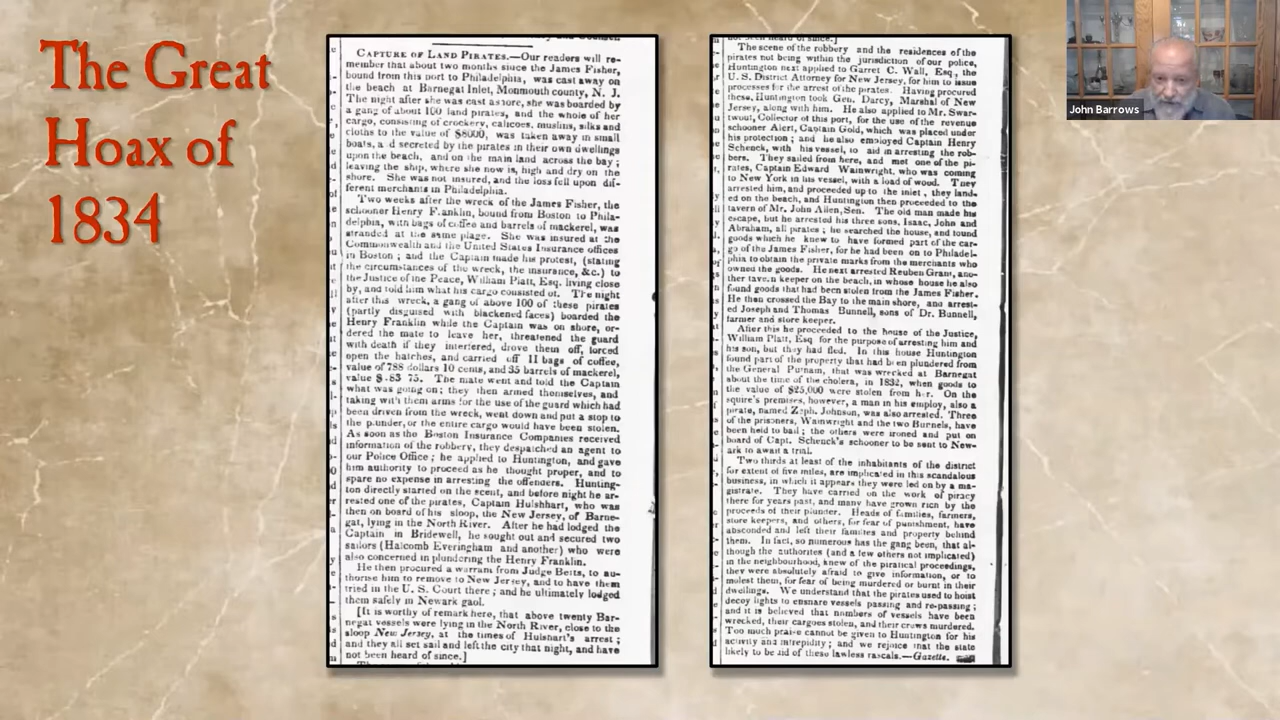 The Great
Hoax of
1834
CAPTURE OF LAND PIRATES.—Our readers will re-
member that about two months since the James Fisher,
bound from this port to Philadelphia, was cast away on
the beach at Barnegat Inlet, Monmouth county, N. J.
The night after she was cast ashore, she was boarded by
a gang of about 100 land pirates, and the whole of her
cargo, consisting of crockery, calicoes, muslins, silks and
cloths to the value of $8000, was taken away in small
boats, a d secreted by the pirates in their own dwellings
upon the beach, and on the main land across the bay;
leaving the ship, where she now is, high and dry on the
shore. She was not insured, and the loss fell upon dif-
ferent merchants in Philadelphia.
Two weeks after the wreck of the James Fisher, the
schooner Henry F.anklin, bound from Boston to Phila-
delphia, with bags of coffee and barrels of mackerel, was
stranded at the same place. She was insured at the
Commonwealth and the United States Insurance offices
in Boston; and the Captain made his protest, (stating
the circumstances of the wreck, the insurance, &c.) to
the Justice of the Peace, William Platt, Esq. living close
by, and told him what his cargo consisted of. The night
after this wreck, a gang of above 100 of these pirates
(partly disguised with blackened faces) boarded the
Henry Franklin while the Captain was on shore, or-
dered the mate to leave her, threatened the guard
with death if they interfered, drove them off, forced
open the hatches, and carried off 11 bags of coffee,
value of 788 dollars 10 cents, and 35 barrels of mackerel,
value $ 83 75. The mate went and told the Captain
what was going on; they then armed themselves, and
taking with them arms for the use of the guard which had
been driven from the wreck, went down and put a stop to
the plunder, or the entire cargo would have been stolen.
As soon as the Boston Insurance Companies received
information of the robbery, they despatched an agent to
our Police Office; he applied to Huntington, and gave
him authority to proceed as he thought proper, and to
spare no expense in arresting the offenders. Hunting-
ton directly started on the scent, and before night he ar-
rested one of the pirates, Captain Hulshhart, who was
then on board of his sloop, the New Jersey, of Barne-
gat, lying in the North River. After he had lodged the
Captain in Bridewell, he sought out and secured two
sailors (Halcomb Everingham and another) who were
also concerned in plundering the Henry Franklin.
He then procured a warrant from Judge Betts, to au-
thorise him to remove to New Jersey, and to have them
tried in the U. S. Court there; and he ultimately lodged
them safely in Newark gaol.
[It is worthy of remark here, that above twenty Bar-
negat vessels were lying in the North River, close to the
sloop New Jersey, at the times of Hulshart's arrest;
and they all set sail and left the city that night, and have
not been heard of since.]
not been heard of since.]
The scene of the robbery and the residences of the
pirates not being within the jurisdiction of our police,
Huntington next applied to Garret C. Wall, Esq., the
U. S. District Attorney for New Jersey, for him to issue
processes for the arrest of the pirates. Having procured
these, Huntington took Gen. Darcy, Marshal of New
Jersey, along with him. He also applied to Mr. Swar-
twout, Collector of this port, for the use of the revenue
schooner Alert, Captain Gold, which was placed under
his protection; and he also employed Captain Henry
Schenck, with his vessel, to aid in arresting the rob-
bers. They sailed from here, and met one of the pi-
rates, Captain Edward Wainwright, who was coming
to New York in his vessel, with a load of wood. They
arrested him, and proceeded up to the inlet, they land-
ed on the beach, and Huntington then proceeded to the
tavern of Mr. John Allen, Sen. The old man made his
escape, but he arrested his three sons, Isaac, John and
Abraham, all pirates; he searched the house, and found
goods which he knew to have formed part of the car-
go of the James Fisher, for he had been on to Philadel-
phia to obtain the private marks from the merchants who
owned the goods. He next arrested Reuben Grant, ano-
ther tavern keeper on the beach, in whose house he also
found goods that had been stolen from the James Fisher.
He then crossed the Bay to the main shore, and arrest-
ed Joseph and Thomas Bunnell, sons of Dr. Bunnell,
farmer and store keeper.
After this he proceeded to the house of the Justice,
William Platt, Esq for the purpose of arresting him and
his son, but they had fled. In this house Huntington
found part of the property that had been plundered from
the General Putnam, that was wrecked at Barnegat
about the time of the cholera, in 1832, when goods to
the value of $25,000 were stolen from her. On the
squire's premises, however, a man in his employ, also a
pirate, named Zeph. Johnson, was also arrested. Three
of the prisoners, Wainwright and the two Burnels, have
been held to bail; the others were ironed and put on
board of Capt. Schenck's schooner to be sent to New-
ark to await a trial.
Two thirds at least of the inhabitants of the district
for extent of five miles, are implicated in this scandalous
business, in which it appears they were led on by a ma-
gistrate. They have carried on the work of piracy
there for years past, and many have grown rich by the
proceeds of their plunder. Heads of families, farmers,
store keepers, and others, for fear of punishment, have
absconded and left their families and property behind
them. In fact, so numerous has the gang been, that al-
though the authorites (and a few others not implicated)
in the neighbourhood, knew of the piratical proceedings,
they were absolutely afraid to give information, or to
molest them, for fear of being murdered or burnt in their
dwellings. We understand that the pirates used to hoist
decoy lights to ensnare vessels passing and re-passing;
and it is believed that numbers of vessels have been
wrecked, their cargoes stolen, and their crews murdered.
Too much praise cannot be given to Huntington for his
activity and intrepidity; and we rejoice that the state
likely to be rid of these lawless rascals.—Gazette.
John Barrows